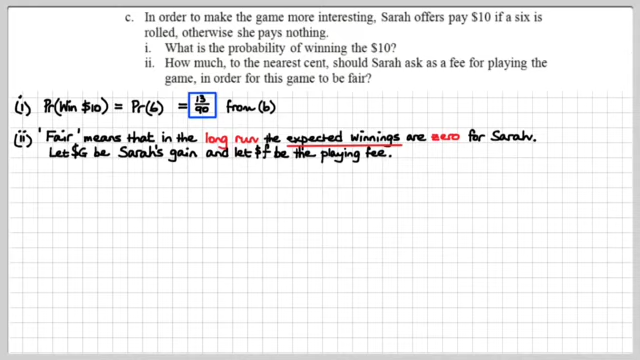 c. In order to make the game more interesting, Sarah offers pay $10 if a six is
rolled, otherwise she pays nothing.
i. What is the probability of winning the $10?
ii. How much, to the nearest cent, should Sarah ask as a fee for playing the
game, in order for this game to be fair?
(i) Pr(Win $10) = Pr(6) = 13/90 from (b)
(ii) 'Fair' means that in the long run the expected winnings are zero for Sarah.
Let $G be Sarah's gain and let $f be the playing fee.